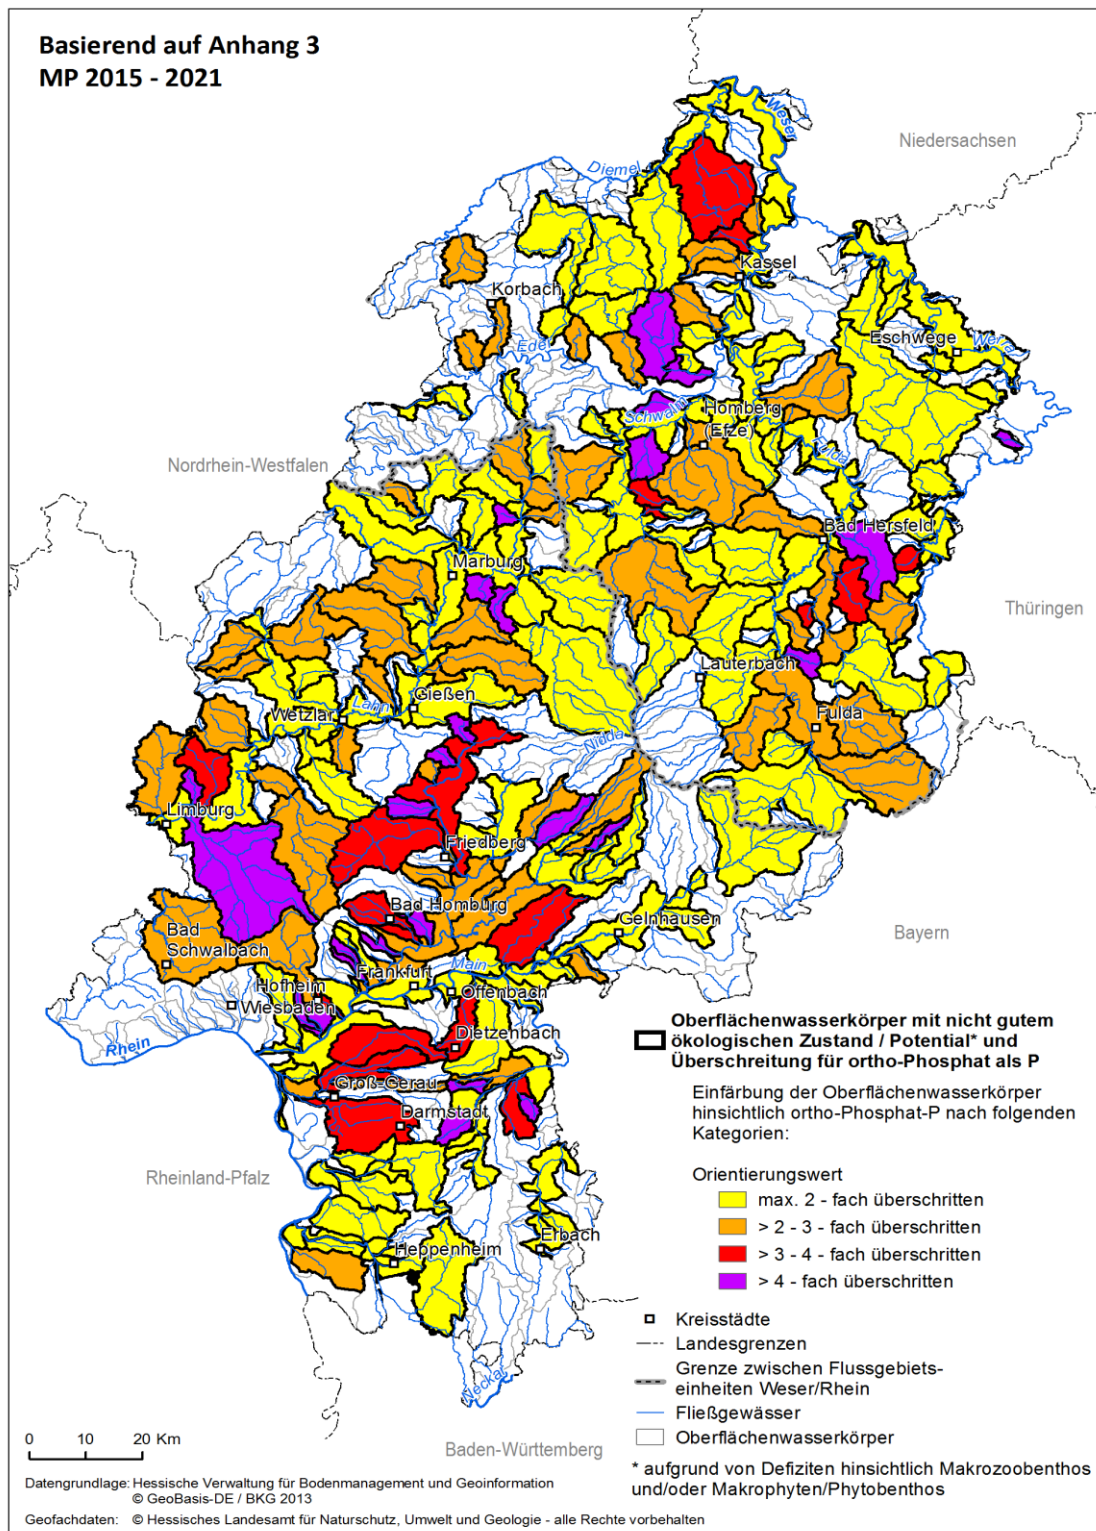 Basierend auf Anhang 3
MP 2015 - 2021
Niedersachsen
Weser
Diemel
Kassel
Korbach
Eder
Eschwege
Werra
Schwalm
Homberg
(Efze)
Fulda
Nordrhein-Westfalen
Bad Hersfeld
Marburg
Thüringen
Lauterbach
Gießen
Lahn
Wetzlar
Fulda
Nidda
Limburg
Friedberg
Bad Homburg
Gelnhausen
Bad
Schwalbach
Bayern
Main
Frankfurt
Hofheim
Offenbach
Wiesbaden
Rhein
Dietzenbach
Groß-Gerau
Darmstadt
Rheinland-Pfalz
Erbach
Heppenheim
Neckar
Baden-Württemberg
Oberflächenwasserkörper mit nicht gutem
ökologischen Zustand / Potential* und
Überschreitung für ortho-Phosphat als P
Einfärbung der Oberflächenwasserkörper
hinsichtlich ortho-Phosphat-P nach folgenden
Kategorien:
Orientierungswert
max. 2 - fach überschritten
> 2 - 3 - fach überschritten
> 3 - 4 - fach überschritten
> 4 - fach überschritten
Kreisstädte
Landesgrenzen
Grenze zwischen Flussgebiets-
einheiten Weser/Rhein
Fließgewässer
Oberflächenwasserkörper
* aufgrund von Defiziten hinsichtlich Makrozoobenthos
und/oder Makrophyten/Phytobenthos
0 10 20 Km
Datengrundlage: Hessische Verwaltung für Bodenmanagement und Geoinformation
© GeoBasis-DE / BKG 2013
Geofachdaten: © Hessisches Landesamt für Naturschutz, Umwelt und Geologie - alle Rechte vorbehalten